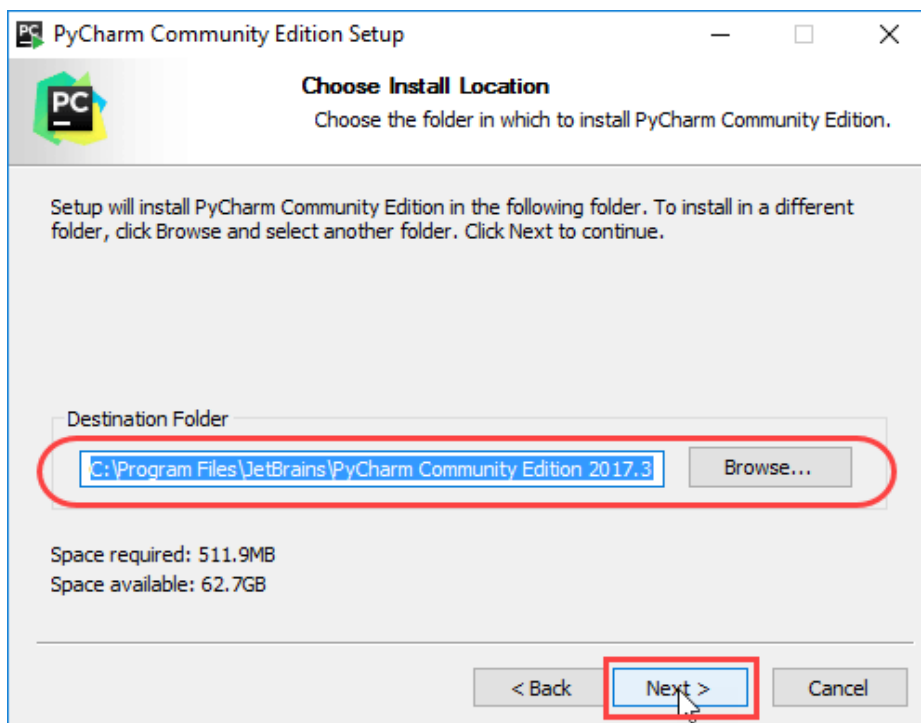 PyCharm Community Edition Setup
PC
Choose Install Location
Choose the folder in which to install PyCharm Community Edition.
Setup will install PyCharm Community Edition in the following folder. To install in a different
folder, click Browse and select another folder. Click Next to continue.
Destination Folder
C:\Program Files\JetBrains\PyCharm Community Edition 2017.3
Browse...
Space required: 511.9MB
Space available: 62.7GB
< Back
Next >
Cancel